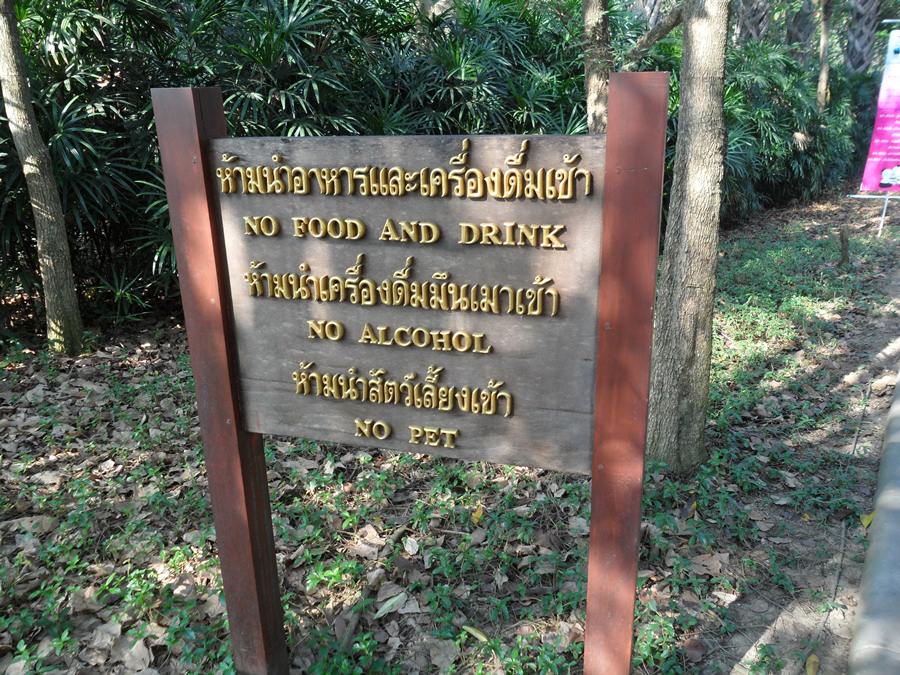 ห้ามนำอาหารและเครื่องดื่มเข้า
NO FOOD AND DRINK
ห้ามนำเครื่องดื่มมึนเมาเข้า
NO ALCOHOL
ห้ามนำสัตว์เลี้ยงเข้า
NO PET